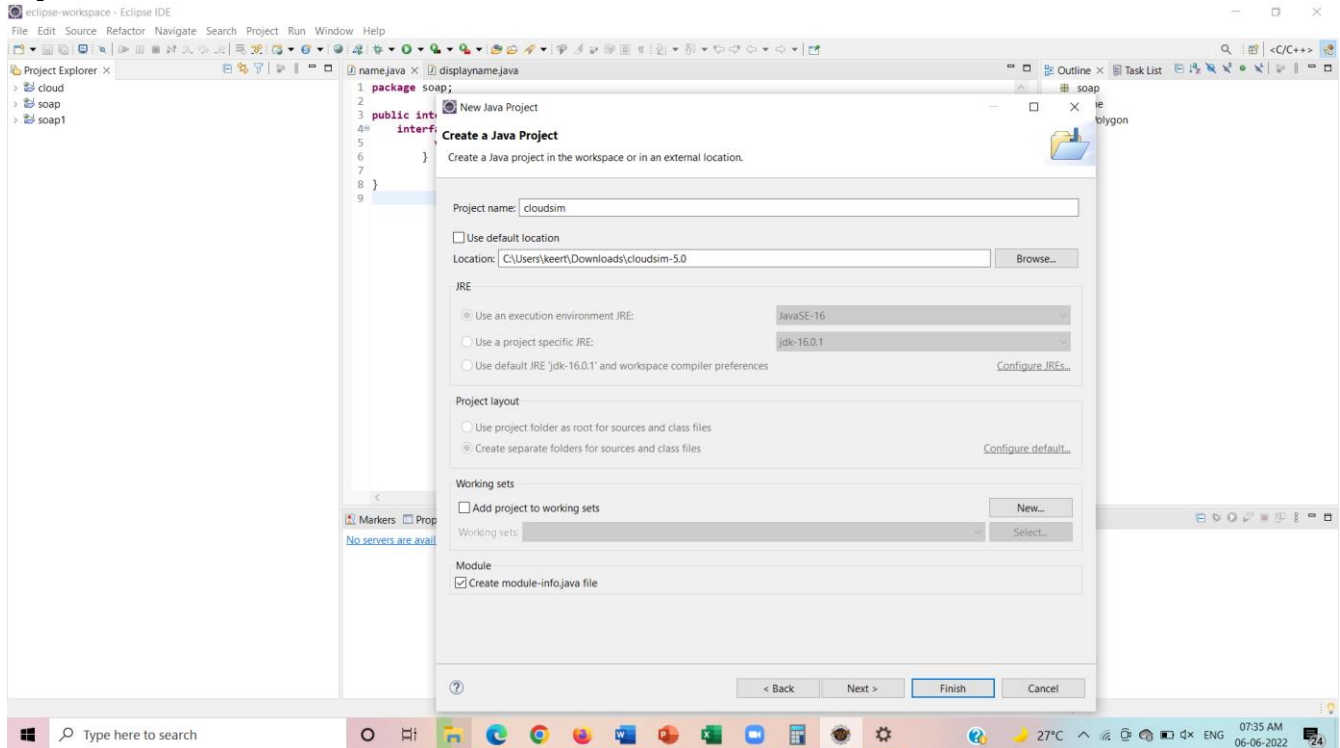 eclipse-workspace - Eclipse IDE
File Edit Source Refactor Navigate Search Project Run Window Help
<C/C++>
Project Explorer
name.java
displayname.java
Outline
Task List
cloud
soap
soap1
1 package soap;
2
3 public int
4 interfa
5
6 }
7
8 }
9
soap
olygon
New Java Project
Create a Java Project
Create a Java project in the workspace or in an external location.
Project name: cloudsim
Use default location
Location: C:\Users\keert\Downloads\cloudsim-5.0 Browse...
JRE
Use an execution environment JRE: JavaSE-16
Use a project specific JRE: jdk-16.0.1
Use default JRE 'jdk-16.0.1' and workspace compiler preferences Configure JREs...
Project layout
Use project folder as root for sources and class files
Create separate folders for sources and class files Configure default...
Working sets
Add project to working sets New...
Working sets: Select...
Module
Create module-info.java file
< Back Next > Finish Cancel
Markers Prop
No servers are avail
Type here to search
27°C ENG 07:35 AM
06-06-2022
24